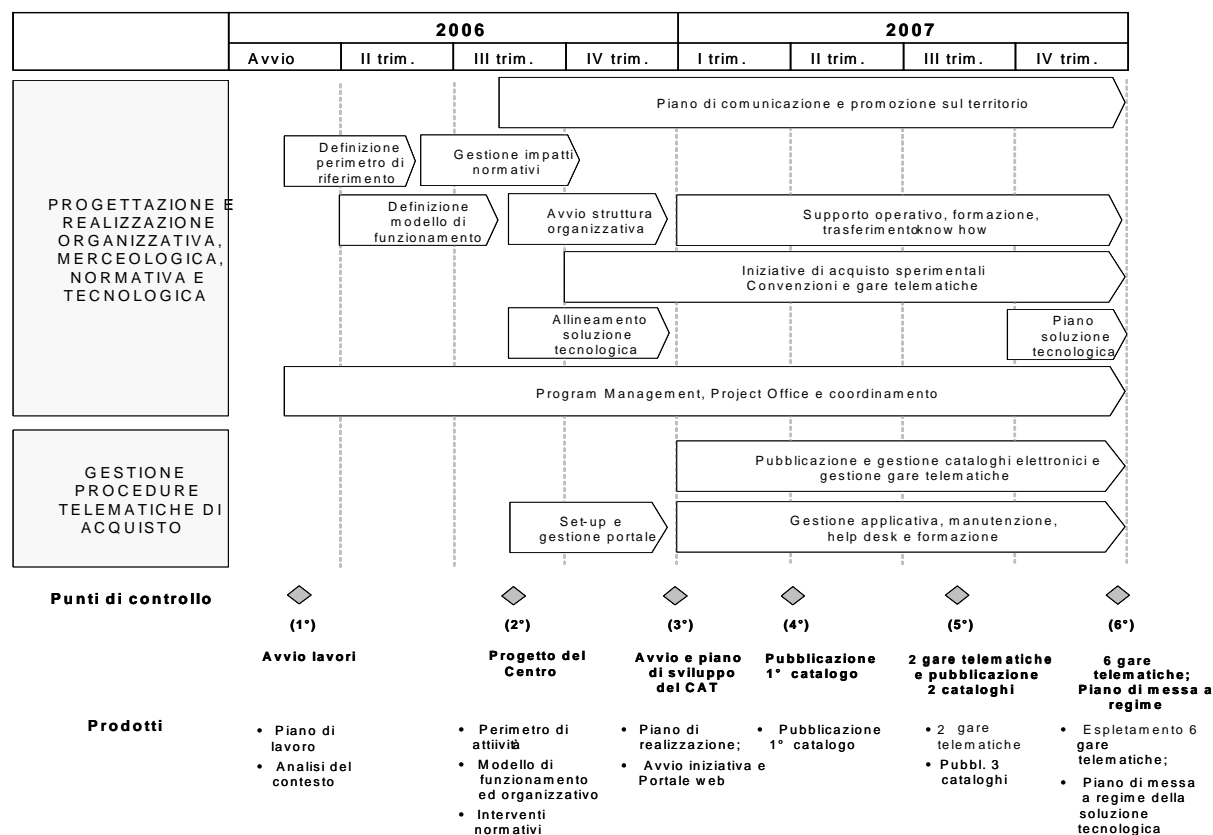 2006
2007
Avvio
II trim.
III trim.
IV trim.
I trim.
II trim.
III trim.
IV trim.
PROGETTAZIONE E
REALIZZAZIONE
ORGANIZZATIVA,
MERCEOLOGICA,
NORMATIVA E
TECNOLOGICA
Piano di comunicazione e promozione sul territorio
Definizione
perimetro di
riferimento
Gestione impatti
normativi
Definizione
modello di
funzionamento
Avvio struttura
organizzativa
Supporto operativo, formazione,
trasferimento know how
Iniziative di acquisto sperimentali
Convenzioni e gare telematiche
Allineamento
soluzione
tecnologica
Piano
soluzione
tecnologica
Program Management, Project Office e coordinamento
GESTIONE
PROCEDURE
TELEMATICHE DI
ACQUISTO
Pubblicazione e gestione cataloghi elettronici e
gestione gare telematiche
Set-up e
gestione portale
Gestione applicativa, manutenzione,
help desk e formazione
Punti di controllo
(1°)
(2°)
(3°)
(4°)
(5°)
(6°)
Avvio lavori
Progetto del
Centro
Avvio e piano
di sviluppo
del CAT
Pubblicazione
1° catalogo
2 gare telematiche
e pubblicazione
2 cataloghi
6 gare
telematiche;
Piano di messa a
regime
Prodotti
• Piano di
lavoro
• Analisi del
contesto
• Perimetro di
attiività
• Modello di
funzionamento
ed organizzativo
• Interventi
normativi
• Piano di
realizzazione;
• Avvio iniziativa e
Portale web
• Pubblicazione
1° catalogo
• 2 gare
telematiche
• Pubbl. 3
cataloghi
• Espletamento 6
gare
telematiche;
• Piano di messa
a regime della
soluzione
tecnologica